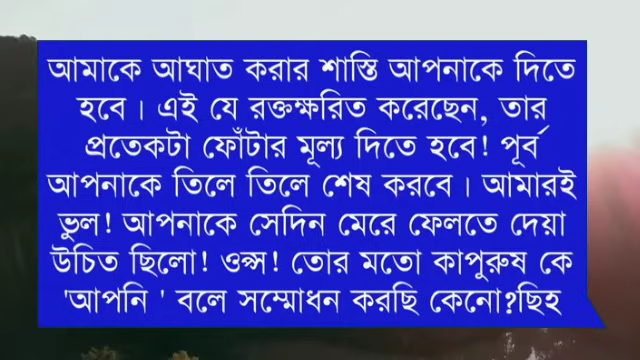 আমাকে আঘাত করার শাস্তি আপনাকে দিতে
হবে। এই যে রক্তক্ষরিত করেছেন, তার
প্রতেকটা ফোঁটার মূল্য দিতে হবে! পূর্ব
আপনাকে তিলে তিলে শেষ করবে। আমারই
ভুল! আপনাকে সেদিন মেরে ফেলতে দেয়া
উচিত ছিলো! ওপ্স! তোর মতো কাপুরুষ কে
'আপনি ' বলে সম্মোধন করছি কেনো?ছিহ